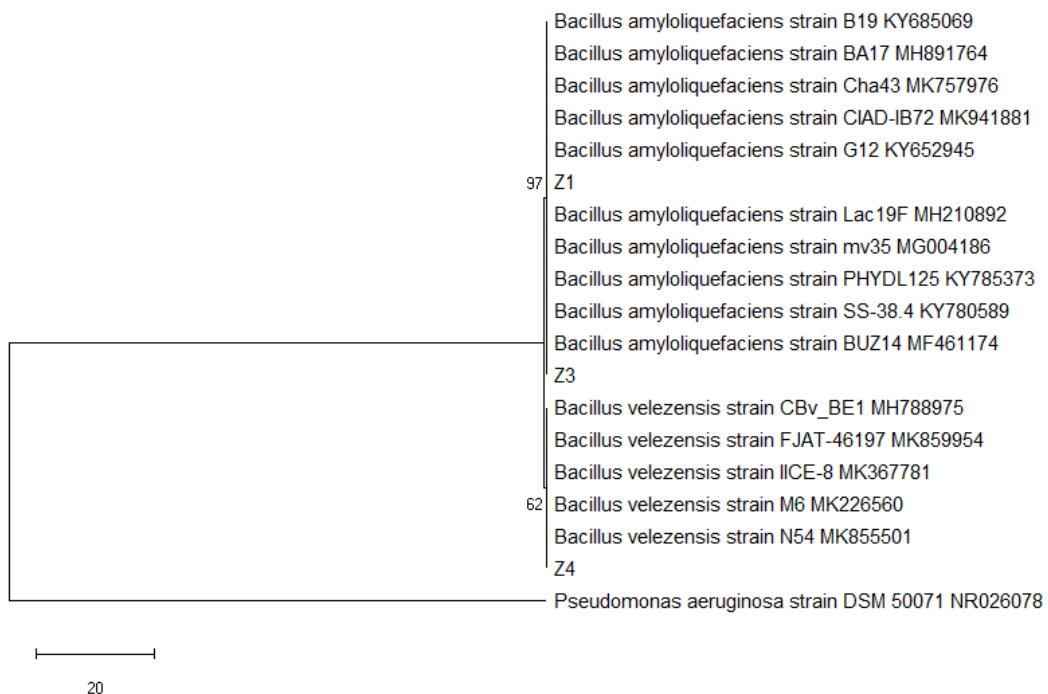 Bacillus amyloliquefaciens strain B19 KY685069
Bacillus amyloliquefaciens strain BA17 MH891764
Bacillus amyloliquefaciens strain Cha43 MK757976
Bacillus amyloliquefaciens strain CIAD-IB72 MK941881
Bacillus amyloliquefaciens strain G12 KY652945
97 Z1
Bacillus amyloliquefaciens strain Lac19F MH210892
Bacillus amyloliquefaciens strain mv35 MG004186
Bacillus amyloliquefaciens strain PHYDL125 KY785373
Bacillus amyloliquefaciens strain SS-38.4 KY780589
Bacillus amyloliquefaciens strain BUZ14 MF461174
Z3
Bacillus velezensis strain CBv_BE1 MH788975
Bacillus velezensis strain FJAT-46197 MK859954
Bacillus velezensis strain IICE-8 MK367781
62 Bacillus velezensis strain M6 MK226560
Bacillus velezensis strain N54 MK855501
Z4
Pseudomonas aeruginosa strain DSM 50071 NR026078
20